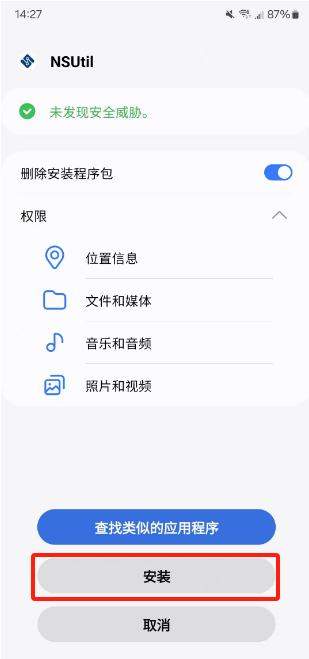 14:27
87%
NSUtil
未发现安全威胁。
删除安装程序包
权限
位置信息
文件和媒体
音乐和音频
照片和视频
查找类似的应用程序
安装
取消